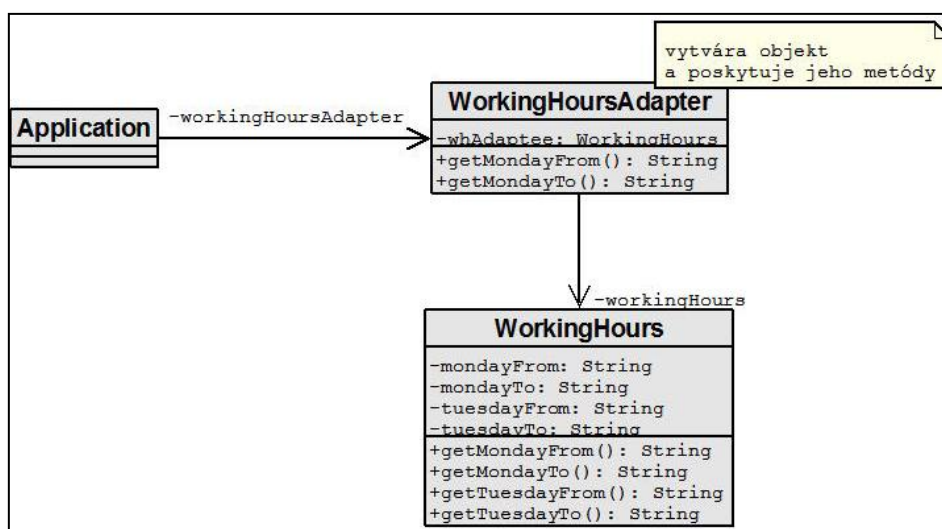 vytvára objekt
a poskytuje jeho metódy
Application
-workingHoursAdapter
WorkingHoursAdapter
-whAdaptee: WorkingHours
+getMondayFrom(): String
+getMondayTo(): String
-workingHours
WorkingHours
-mondayFrom: String
-mondayTo: String
-tuesdayFrom: String
-tuesdayTo: String
+getMondayFrom(): String
+getMondayTo(): String
+getTuesdayFrom(): String
+getTuesdayTo(): String